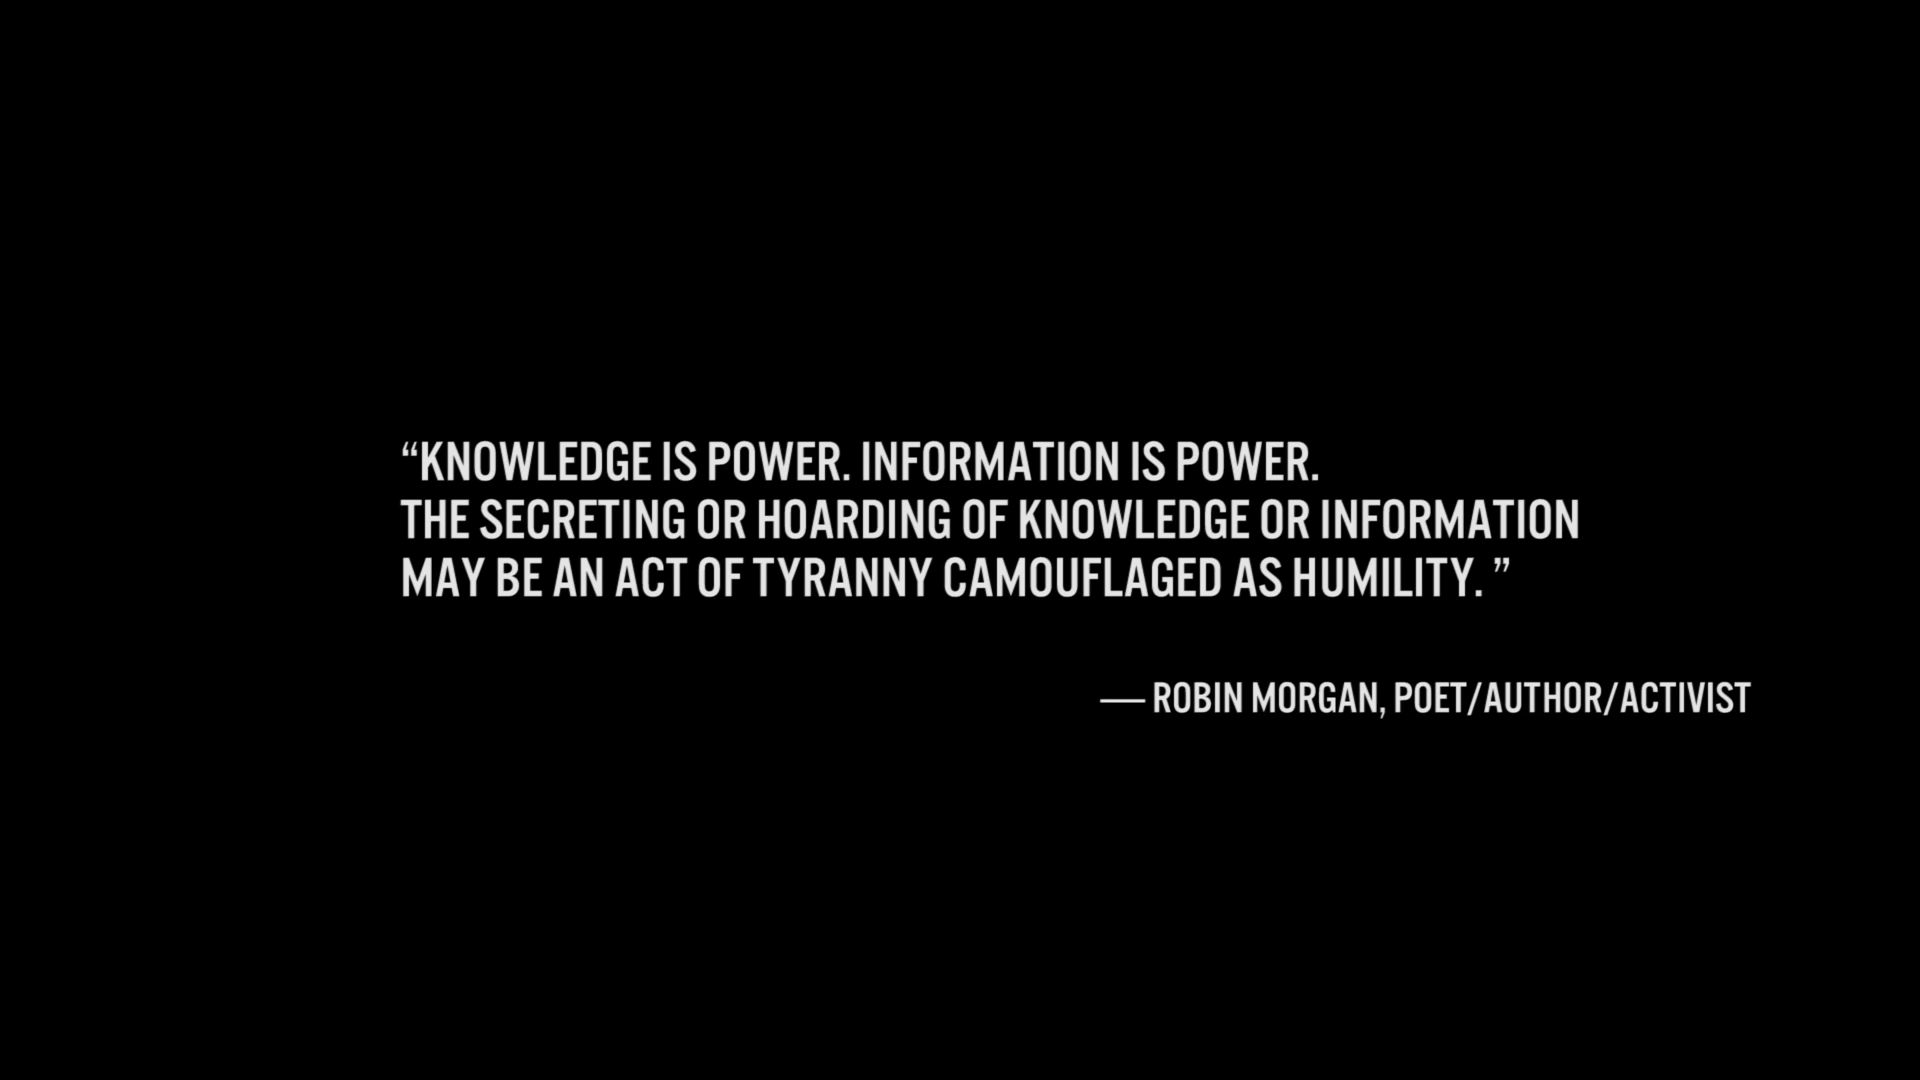 “KNOWLEDGE IS POWER. INFORMATION IS POWER.
THE SECRETING OR HOARDING OF KNOWLEDGE OR INFORMATION
MAY BE AN ACT OF TYRANNY CAMOUFLAGED AS HUMILITY. ”
— ROBIN MORGAN, POET/AUTHOR/ACTIVIST